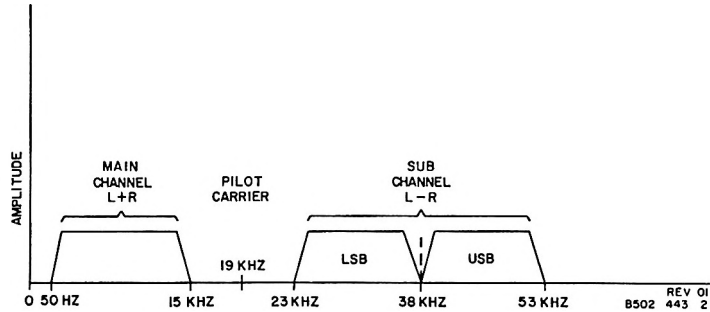 AMPLITUDE
MAIN
CHANNEL
L+R
PILOT
CARRIER
SUB
CHANNEL
L-R
19 KHZ
LSB
USB
0 50 HZ 15 KHZ 23 KHZ 38 KHZ 53 KHZ
REV 01
B502 443 2